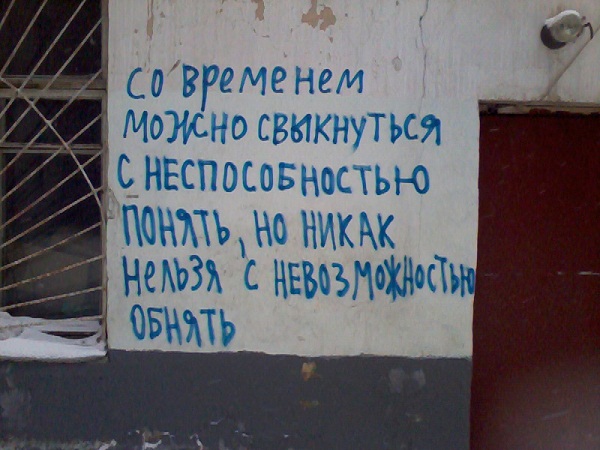 со временем
можно свыкнуться
с неспособностью
понять, но никак
нельзя с невозможностью
обнять